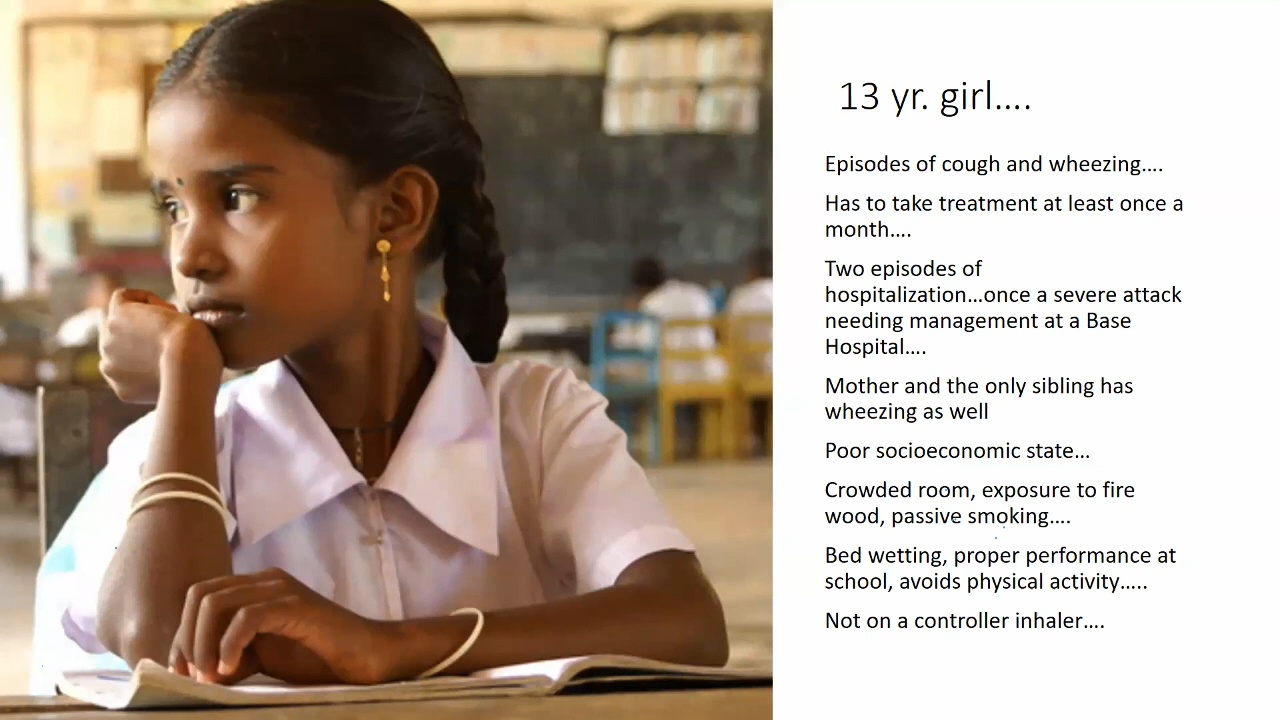 13 yr. girl....
Episodes of cough and wheezing....
Has to take treatment at least once a
month....
Two episodes of
hospitalization...once a severe attack
needing management at a Base
Hospital....
Mother and the only sibling has
wheezing as well
Poor socioeconomic state...
Crowded room, exposure to fire
wood, passive smoking....
Bed wetting, proper performance at
school, avoids physical activity.....
Not on a controller inhaler....